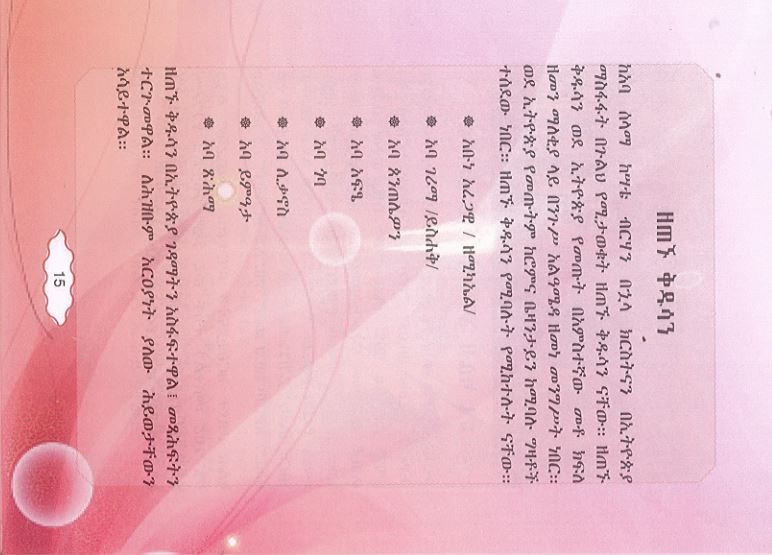 ዘጠኙ ቅዱሳን
ከአባ ሰላማ ከሣቴ ብርሃን በኋላ ክርስትናን በኢትዮጵያ
ማስፋፋት በጉልህ የሚታወቁት ዘጠኙ ቅዱሳን ናቸው። ዘጠኙ
ቅዱሳን ወደ ኢትዮጵያ የመጡት በአምስተኛው መቶ ክፍለ
ዘመን ማለቂያ ላይ በንጉሥ አልዓሜዳ ዘመነ መንግሥት ነበር።
ወደ ኢትዮጵያ የመጡትም ከሮምና ቤዛንታይን ከሚባሉ ግዛቶች
ተሰደው ነበር። ዘጠኙ ቅዱሳን የሚባሉት የሚከተሉት ናቸው።
አቡነ አረጋዊ / ዘሚካኤል/
አባ ገሪማ /ይስሐቅ/
አባ ጰንጠሌዎን
አባ አፍፄ
አባ ጎባ
አባ ሊቃኖስ
አባ ይምዓታ
አባ ጽሕማ
ዘጠኙ ቅዱሳን በኢትዮጵያ ገዳማትን አስፋፍተዋል፤ መጻሕፍትን
ተርጉመዋል። ለሕዝቡም አርዐያነት ያለው ሕይወታቸውን
አሳይተዋል።
15